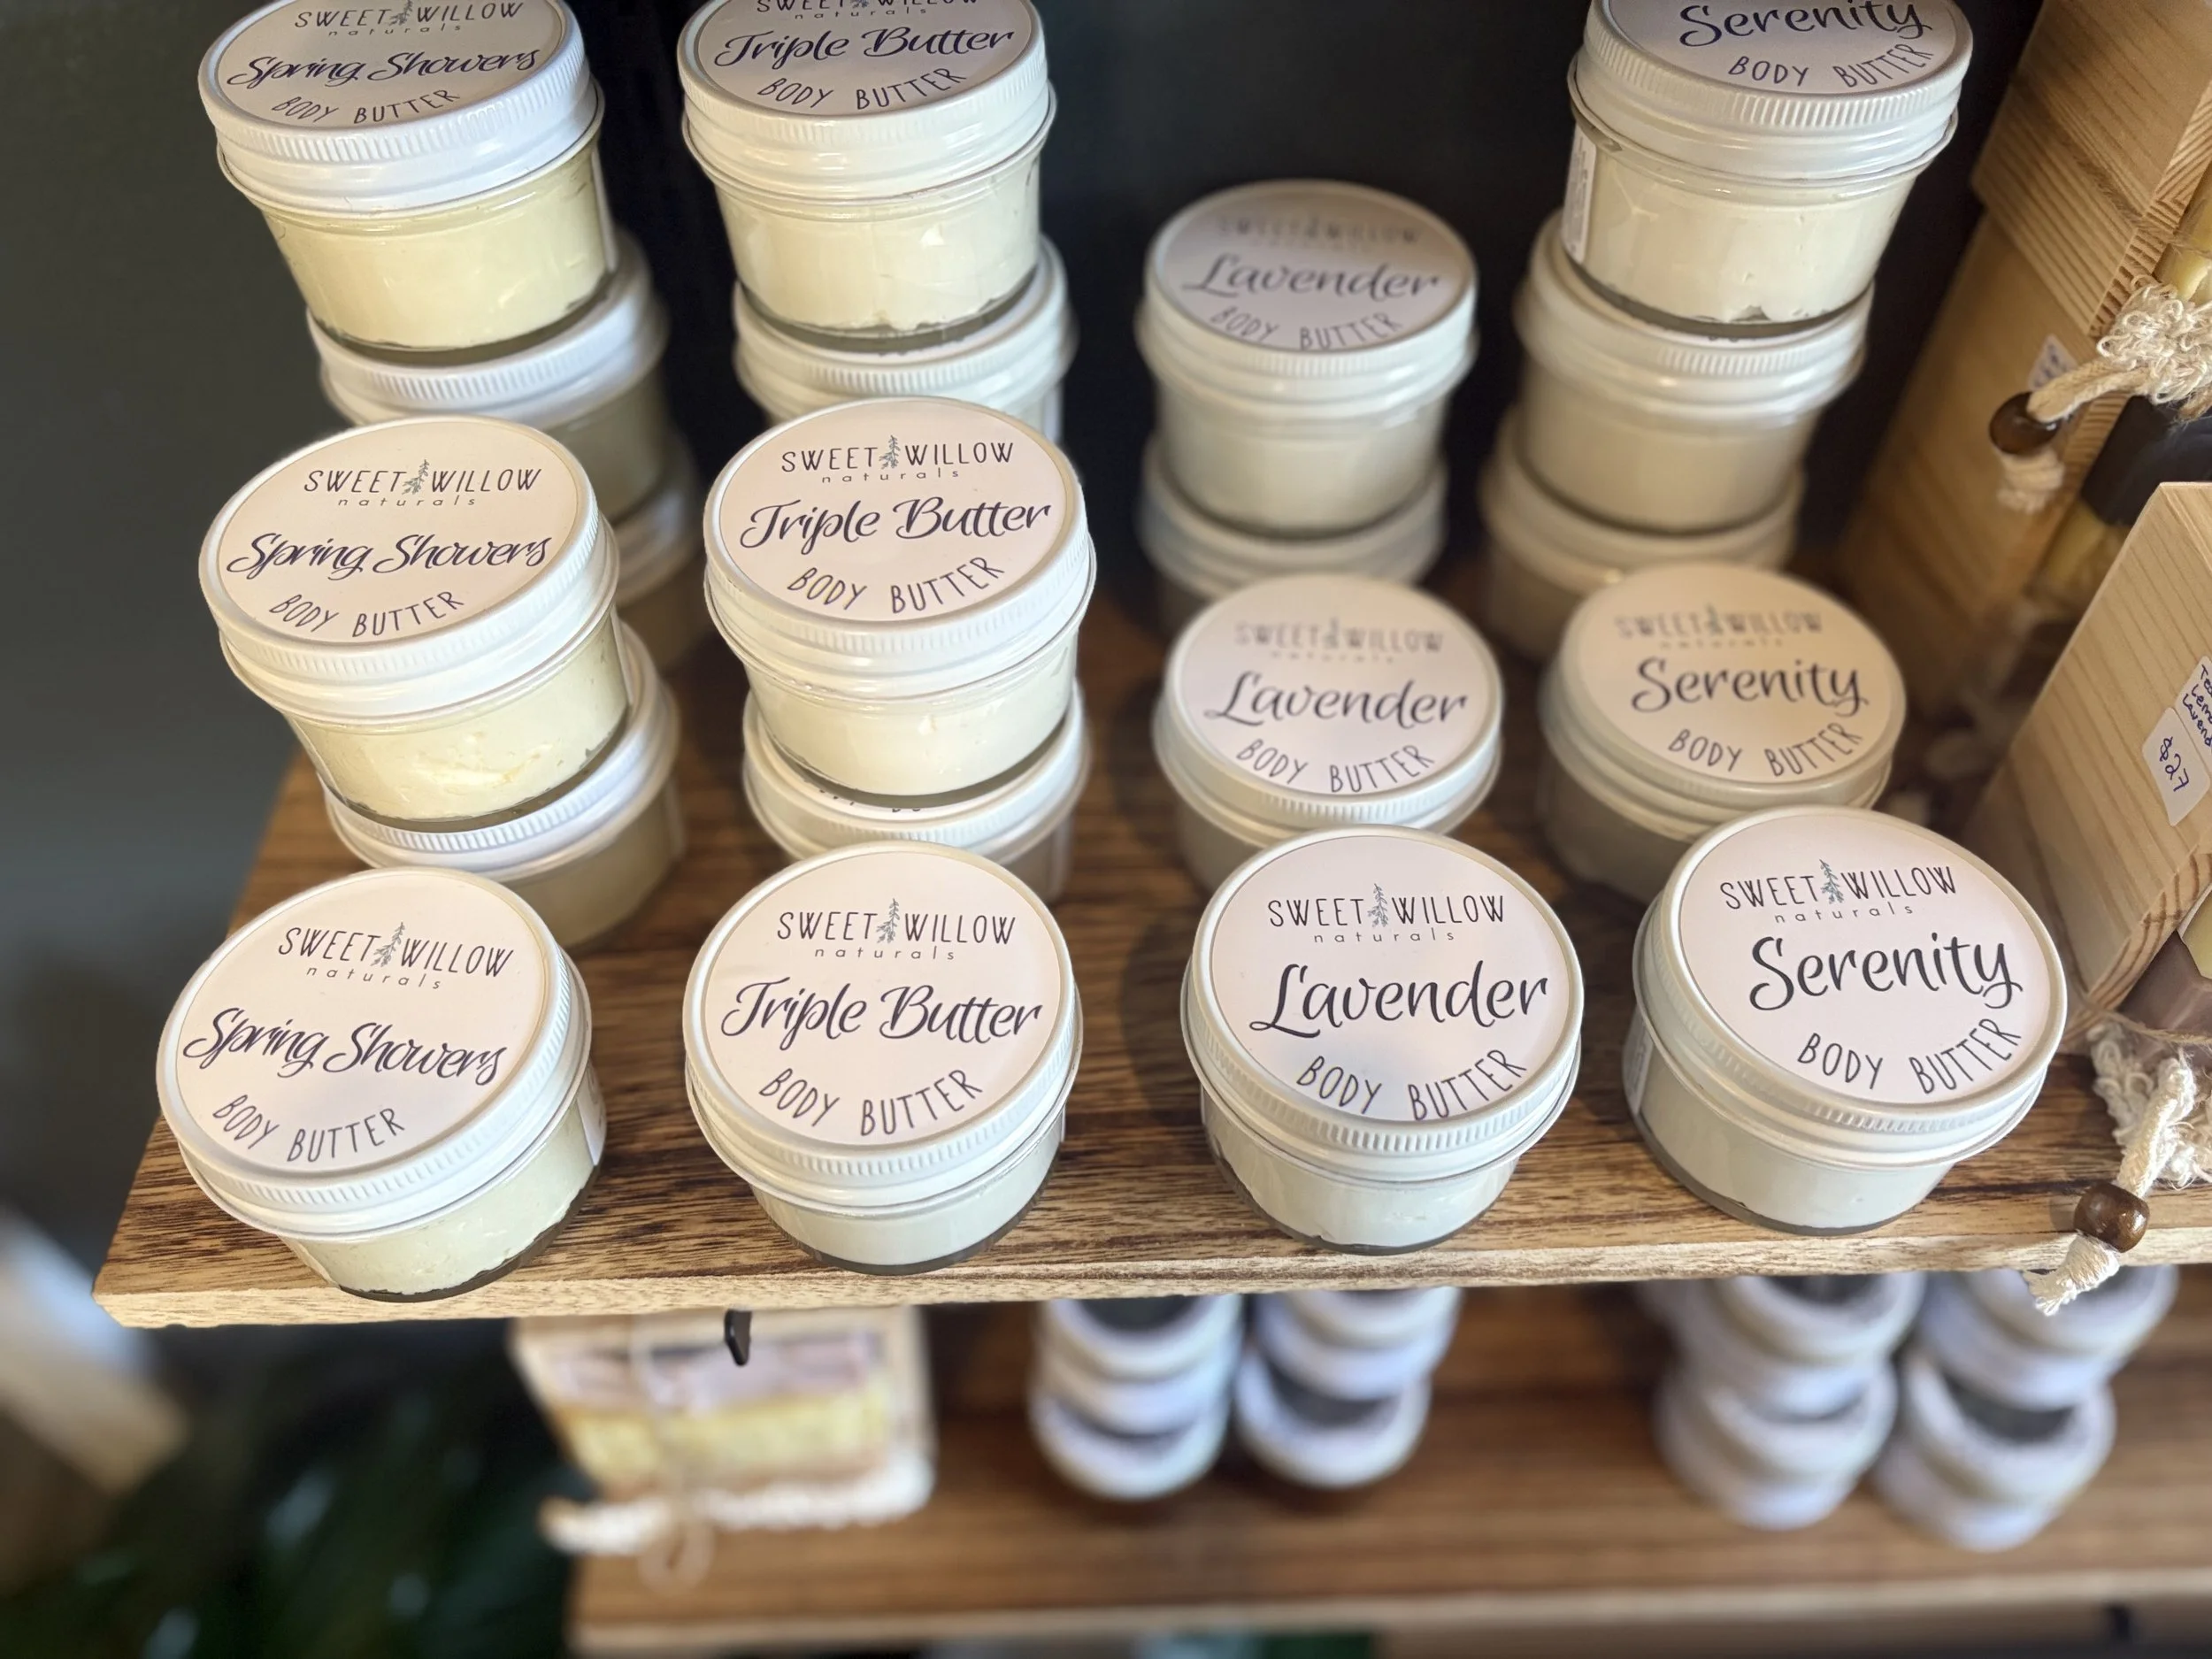 SWEET WILLOW
naturals
Spring Showers
BODY BUTTER
SWEET WILLOW
naturals
Triple Butter
BODY BUTTER
Serenity
BODY BUTTER
SWEET WILLOW
Lavender
BODY BUTTER
SWEET WILLOW
naturals
Spring Showers
BODY BUTTER
SWEET WILLOW
naturals
Triple Butter
BODY BUTTER
SWEET WILLOW
naturals
Lavender
BODY BUTTER
SWEET WILLOW
naturals
Serenity
BODY BUTTER
$27
SWEET WILLOW
naturals
Spring Showers
BODY BUTTER
SWEET WILLOW
naturals
Triple Butter
BODY BUTTER
SWEET WILLOW
naturals
Lavender
BODY BUTTER
SWEET WILLOW
naturals
Serenity
BODY BUTTER